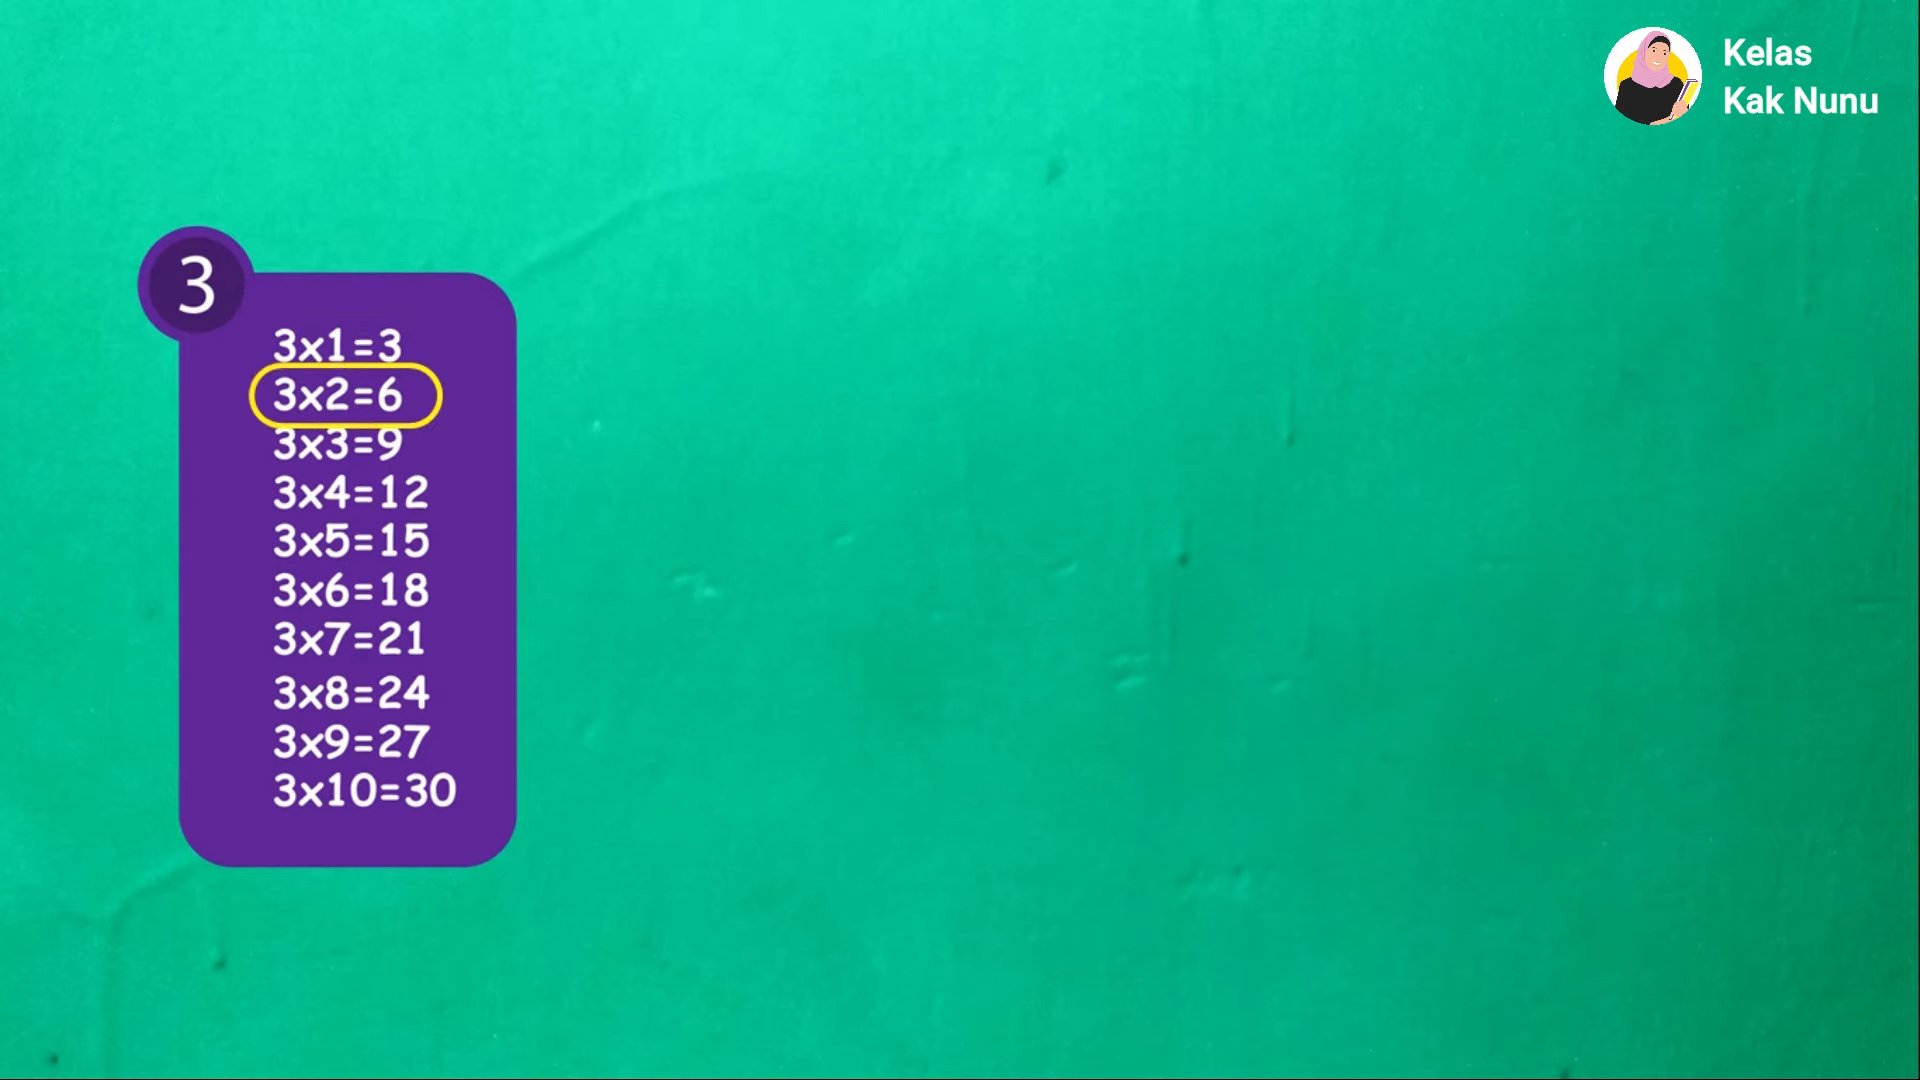 Kelas
Kak Nunu
3
3x1=3
3x2=6
3x3=9
3x4=12
3x5=15
3x6=18
3x7=21
3x8=24
3x9=27
3x10=30